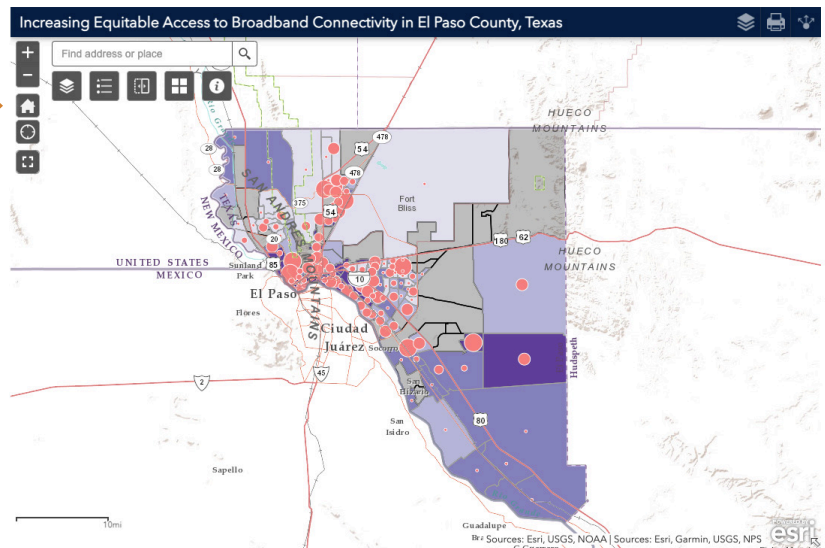 Increasing Equitable Access to Broadband Connectivity in El Paso County, Texas
+
Find address or place
−
HUECO
MOUNTAINS
478
54
28
478
28
SAN ANDRES MOUNTAINS
375
Fort
Bliss
TEXAS
NEW MEXICO
54
20
180
62
HUECO
MOUNTAINS
UNITED STATES
MEXICO
85
Sunland
Park
10
El Paso
Flores
Ciudad
Juárez
Socorro
Hudspeth
2
45
San
Elizario
80
San
Isidro
Sapello
10mi
Guadalupe
Sources: Esri, USGS, NOAA | Sources: Esri, Garmin, USGS, NPS
esri